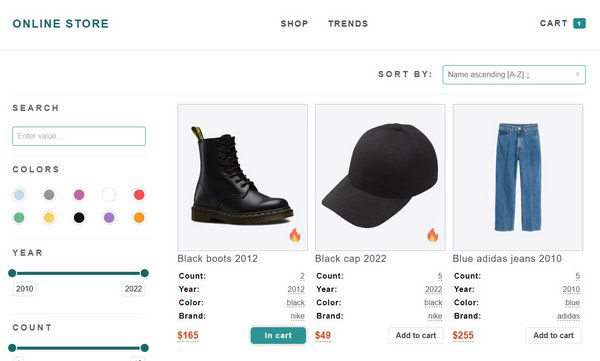 ONLINE STORE
SHOP TRENDS
CART 1
SORT BY: Name ascending [A-Z] ↓
SEARCH
Enter value...
COLORS
YEAR
2010 2022
COUNT
Black boots 2012
Count: 2
Year: 2012
Color: black
Brand: nike
$165 In cart
Black cap 2022
Count: 5
Year: 2022
Color: black
Brand: nike
$49 Add to cart
Blue adidas jeans 2010
Count: 5
Year: 2010
Color: blue
Brand: adidas
$255 Add to cart